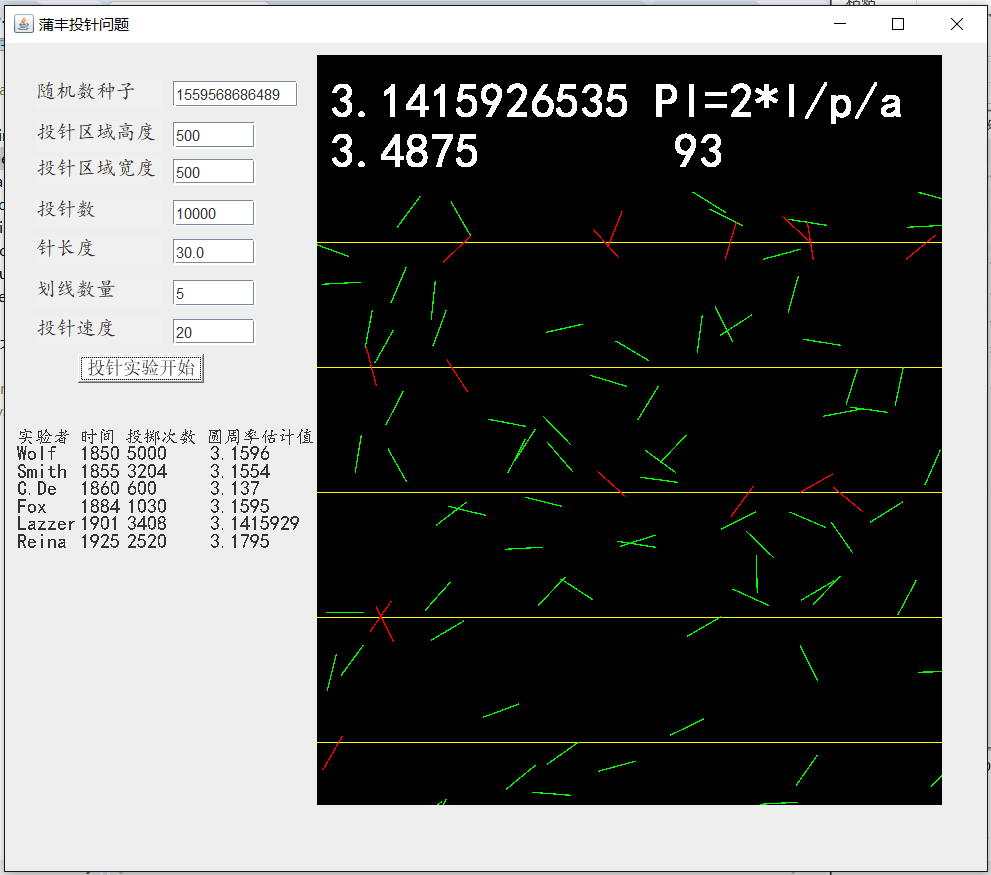 蒲丰投针问题
随机数种子 1559568686489
投针区域高度 500
投针区域宽度 500
投针数 10000
针长度 30.0
划线数量 5
投针速度 20
投针实验开始
实验者 时间 投掷次数 圆周率估计值
Wolf 1850 5000 3.1596
Smith 1855 3204 3.1554
C.De 1860 600 3.137
Fox 1884 1030 3.1595
Lazzer 1901 3408 3.1415929
Reina 1925 2520 3.1795
3.1415926535 PI=2*l/p/a
3.4875 93